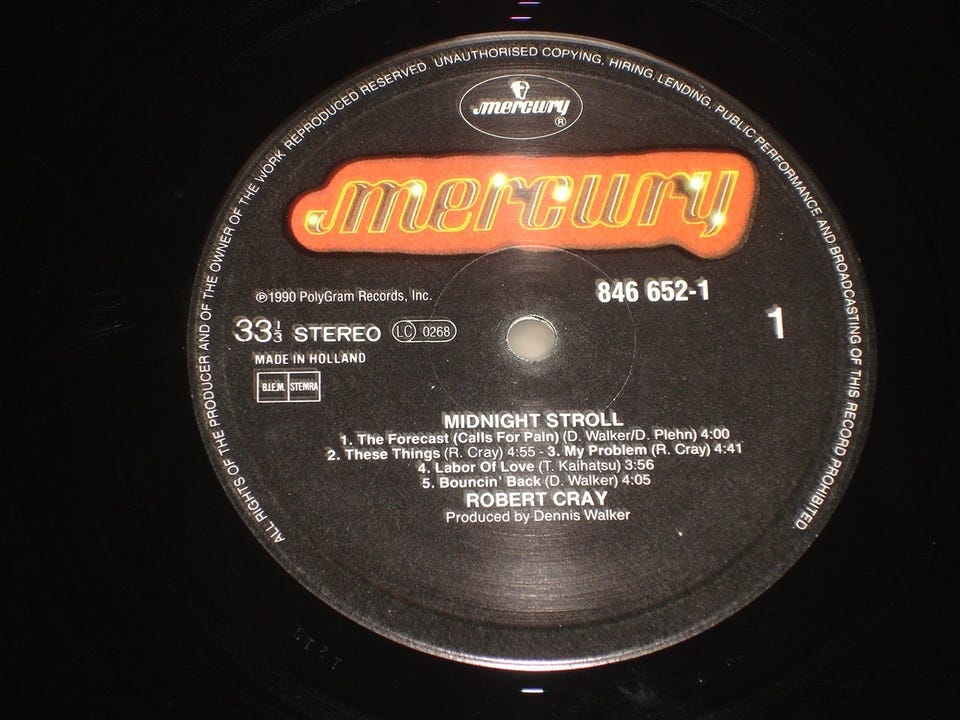 ALL RIGHTS OF THE PRODUCER AND OF THE OWNER OF THE WORK REPRODUCED RESERVED. UNAUTHORISED COPYING, HIRING, LENDING, PUBLIC PERFORMANCE AND BROADCASTING OF THIS RECORD PROHIBITED
mercury
®
mercury
℗1990 PolyGram Records, Inc.
846 652-1
33⅓ STEREO LC 0268
1
MADE IN HOLLAND
B.I.E.M. STEMRA
MIDNIGHT STROLL
1. The Forecast (Calls For Pain) (D. Walker/D. Plehn) 4:00
2. These Things (R. Cray) 4:55 - 3. My Problem (R. Cray) 4:41
4. Labor Of Love (T. Kaihatsu) 3:56
5. Bouncin' Back (D. Walker) 4:05
ROBERT CRAY
Produced by Dennis Walker